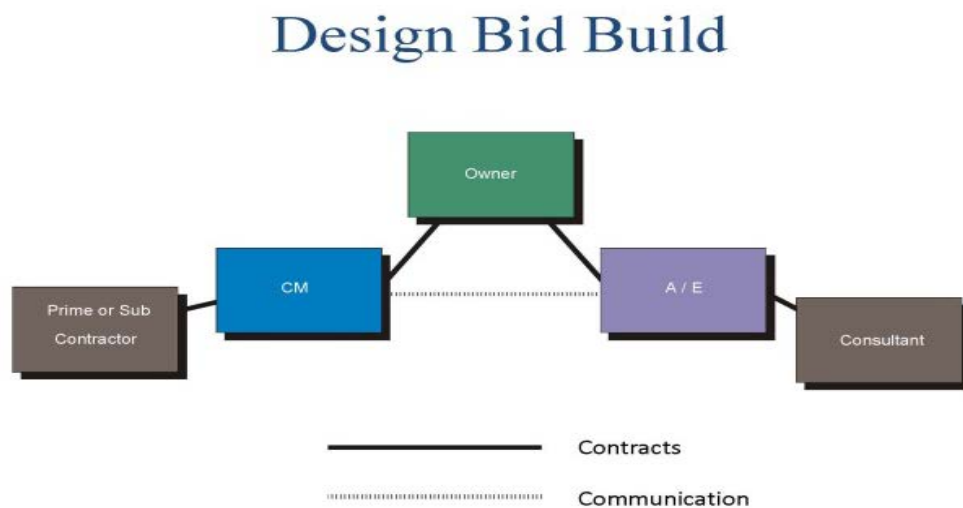 Design Bid Build
Owner
CM
A / E
Prime or Sub
Contractor
Consultant
Contracts
Communication